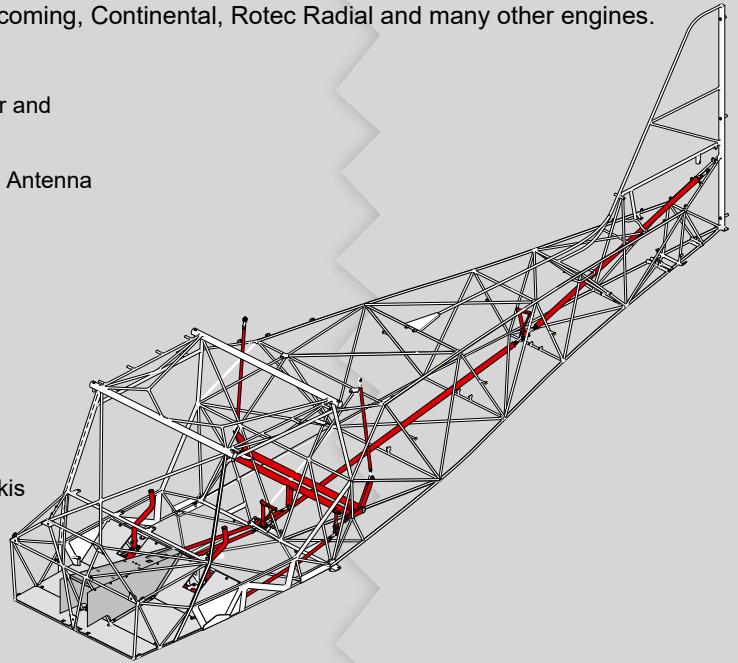 coming, Continental, Rotec Radial and many other engines.
r and
Antenna
kis